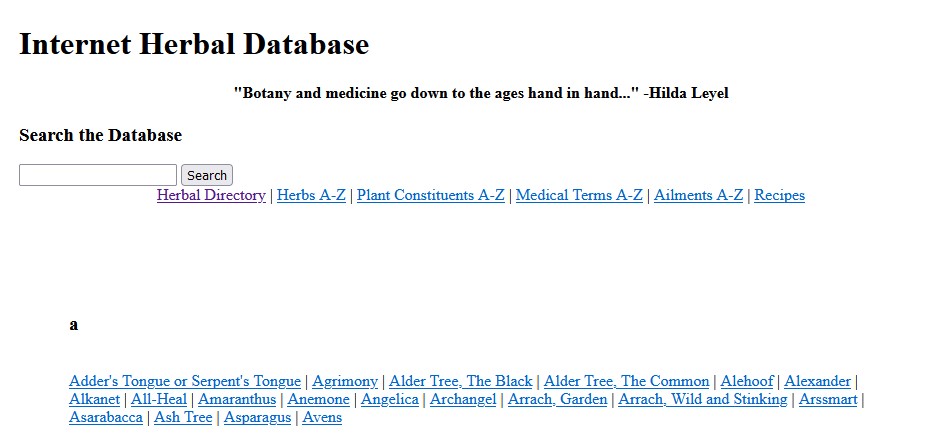 Internet Herbal Database
"Botany and medicine go down to the ages hand in hand..." -Hilda Leyel
Search the Database
Search
Herbal Directory | Herbs A-Z | Plant Constituents A-Z | Medical Terms A-Z | Ailments A-Z | Recipes
a
Adder's Tongue or Serpent's Tongue | Agrimony | Alder Tree, The Black | Alder Tree, The Common | Alehoof | Alexander |
Alkanet | All-Heal | Amaranthus | Anemone | Angelica | Archangel | Arrach, Garden | Arrach, Wild and Stinking | Arssmart |
Asarabacca | Ash Tree | Asparagus | Avens